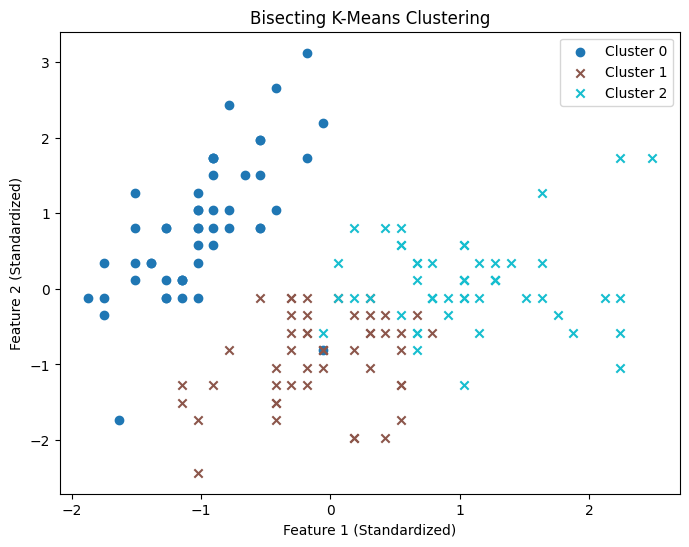 Bisecting K-Means Clustering
Cluster 0
Cluster 1
Cluster 2
3
2
1
0
−1
−2
Feature 2 (Standardized)
−2
−1
0
1
2
Feature 1 (Standardized)